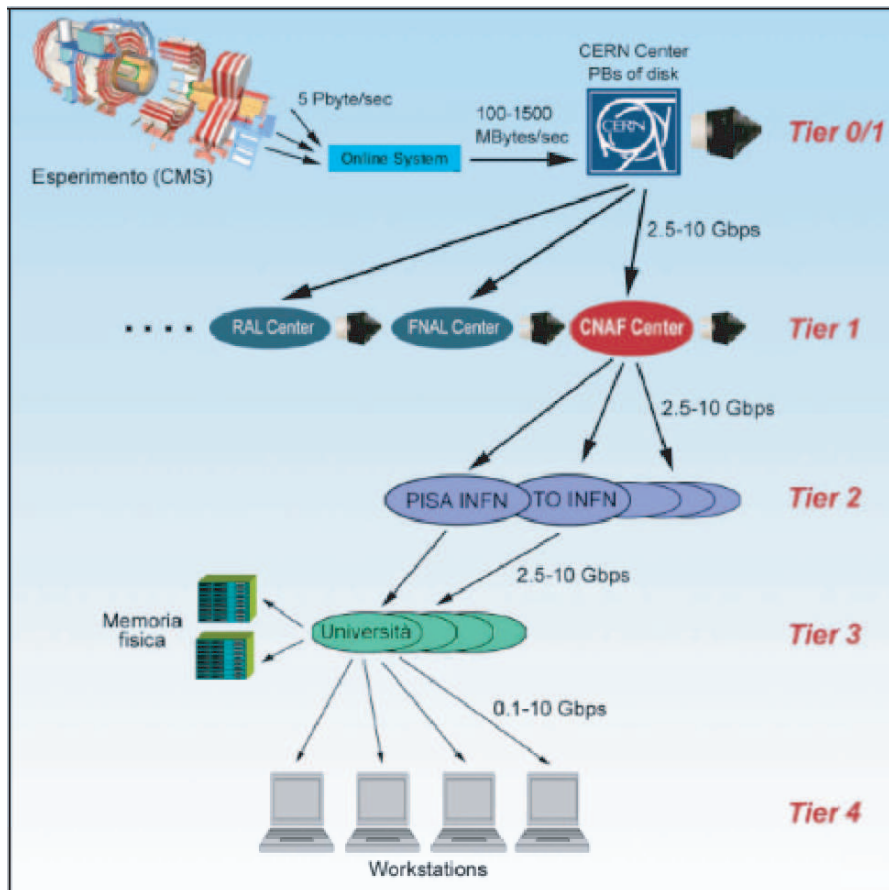 CERN Center
PBs of disk
5 Pbyte/sec
100-1500
MBytes/sec
CERN
Tier 0/1
Online System
Esperimento (CMS)
2.5-10 Gbps
RAL Center
FNAL Center
CNAF Center
Tier 1
2.5-10 Gbps
PISA INFN
TO INFN
Tier 2
2.5-10 Gbps
Memoria
fisica
Università
Tier 3
0.1-10 Gbps
Tier 4
Workstations